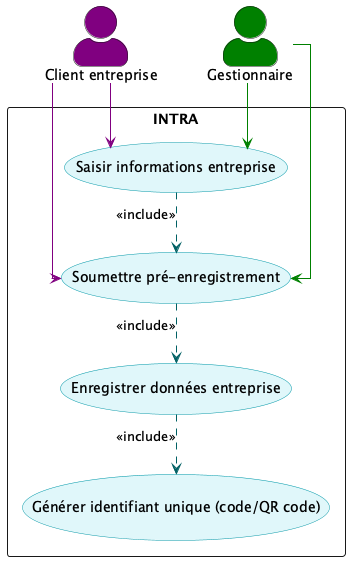 Client entreprise
Gestionnaire
INTRA
Saisir informations entreprise
«include»
Soumettre pré-enregistrement
«include»
Enregistrer données entreprise
«include»
Générer identifiant unique (code/QR code)